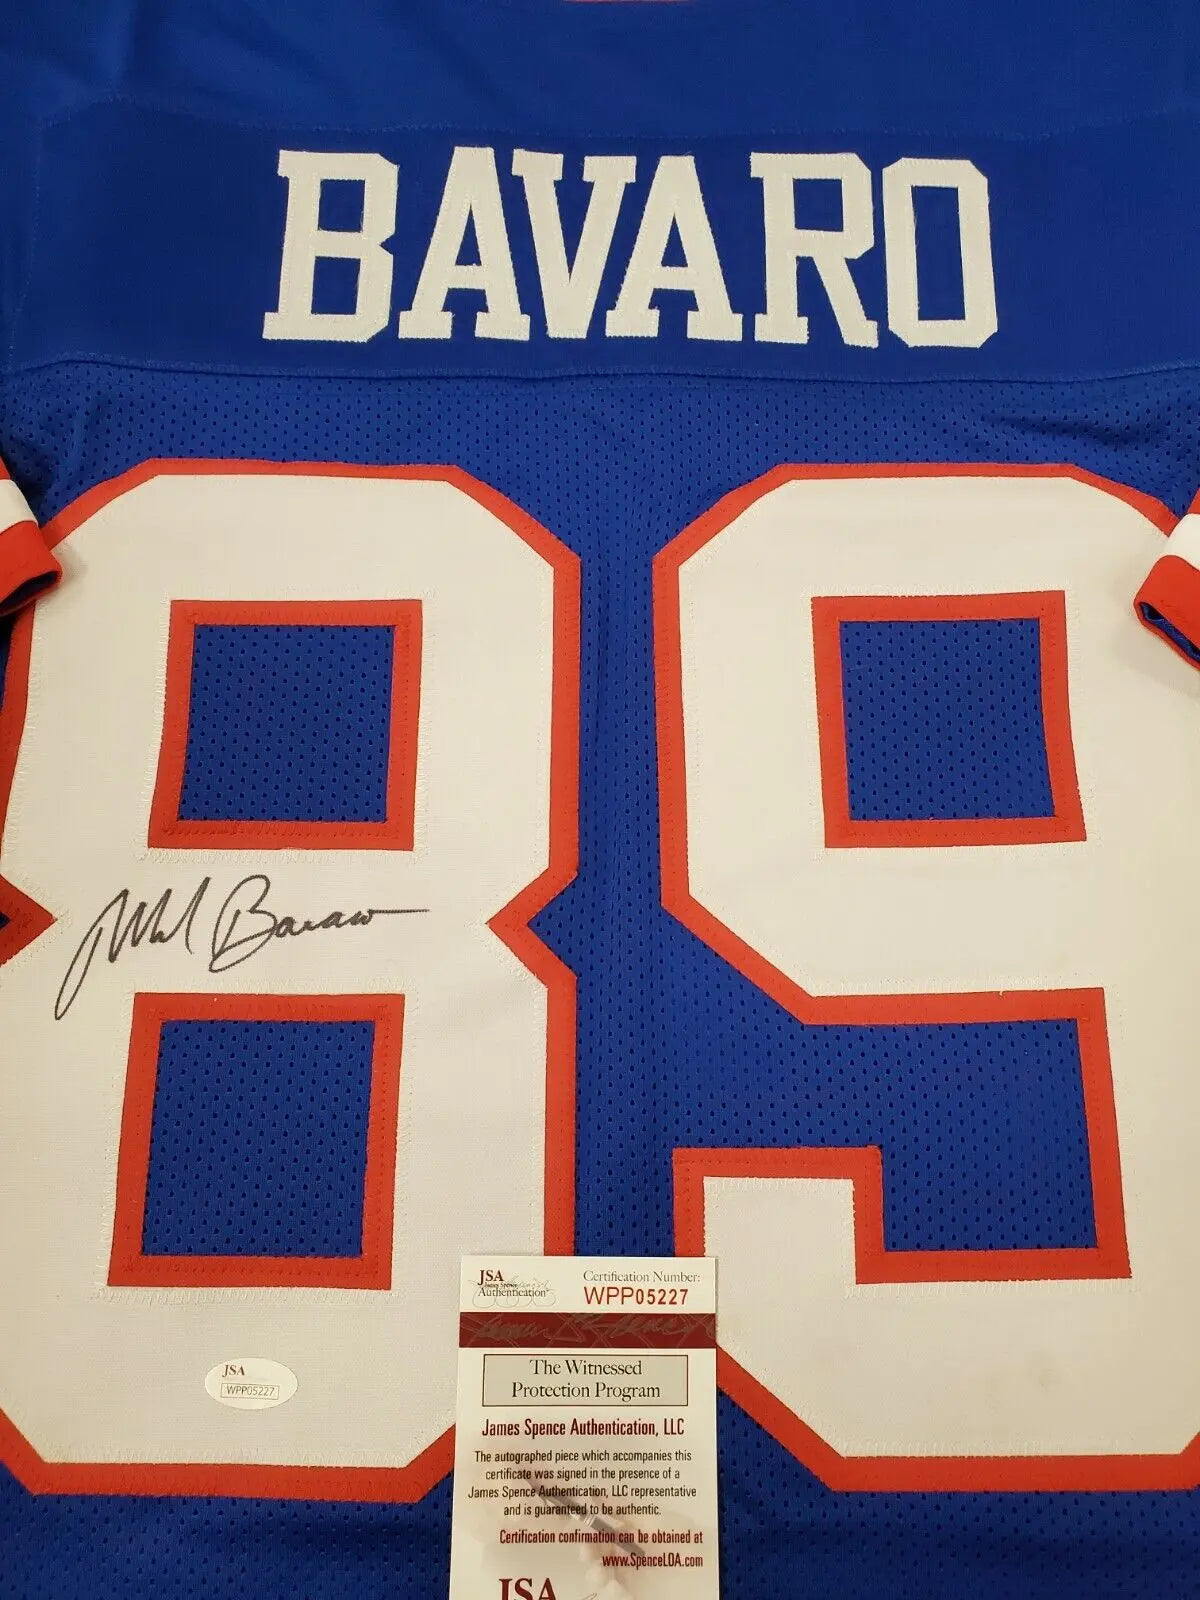 BAVARO
89
Mark Bavaro
JSA
WPP05227
JSA
James Spence
Authentication
Certification Number:
WPP05227
The Witnessed
Protection Program
James Spence Authentication, LLC
The autographed piece which accompanies this
certificate was signed in the presence of a
James Spence Authentication, LLC representative
and is guaranteed to be authentic.
Certification confirmation can be obtained at
www.SpenceLOA.com
JSA